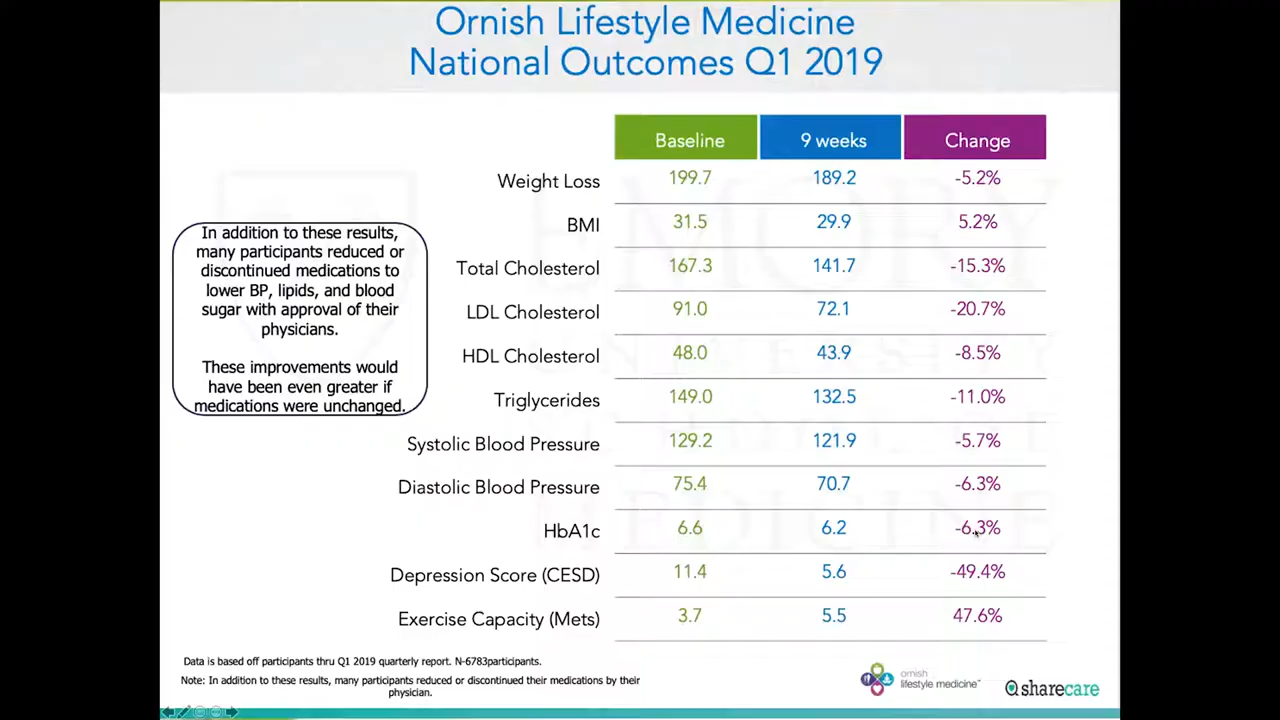 Ornish Lifestyle Medicine
National Outcomes Q1 2019
Baseline 9 weeks Change
Weight Loss 199.7 189.2 -5.2%
BMI 31.5 29.9 5.2%
Total Cholesterol 167.3 141.7 -15.3%
LDL Cholesterol 91.0 72.1 -20.7%
HDL Cholesterol 48.0 43.9 -8.5%
Triglycerides 149.0 132.5 -11.0%
Systolic Blood Pressure 129.2 121.9 -5.7%
Diastolic Blood Pressure 75.4 70.7 -6.3%
HbA1c 6.6 6.2 -6.3%
Depression Score (CESD) 11.4 5.6 -49.4%
Exercise Capacity (Mets) 3.7 5.5 47.6%
In addition to these results,
many participants reduced or
discontinued medications to
lower BP, lipids, and blood
sugar with approval of their
physicians.
These improvements would
have been even greater if
medications were unchanged.
EMORY
UNIVERSITY
SCHOOL OF
MEDICINE
Data is based off participants thru Q1 2019 quarterly report. N-6783participants.
Note: In addition to these results, many participants reduced or discontinued their medications by their
physician.
ornish
lifestyle medicine™
sharecare